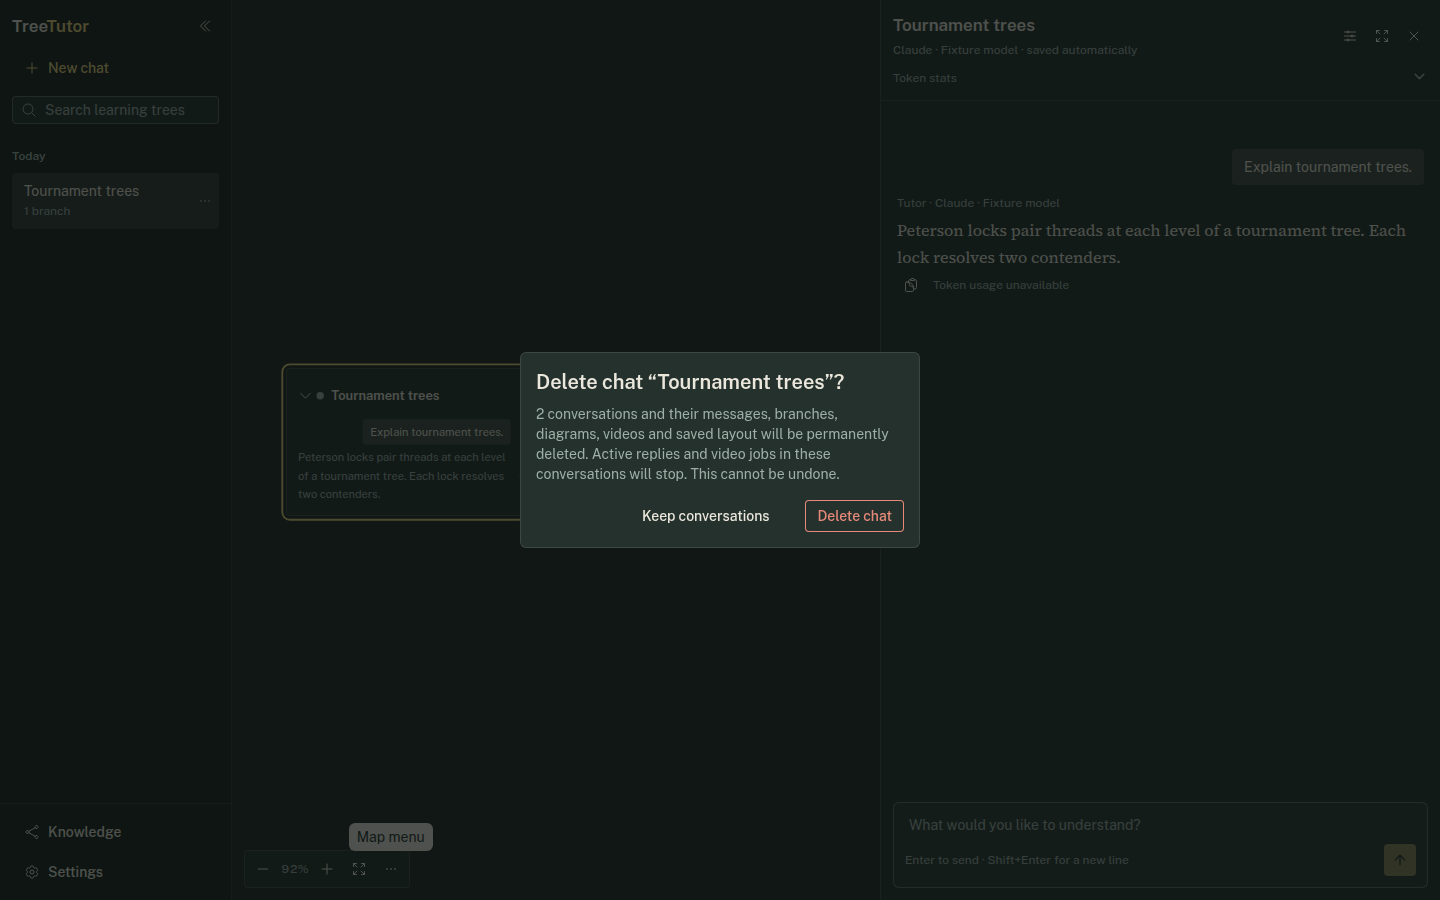 TreeTutor
New chat
Search learning trees
Today
Tournament trees
1 branch
Knowledge
Settings
Tournament trees
Explain tournament trees.
Peterson locks pair threads at each level
of a tournament tree. Each lock resolves
two contenders.
Map menu
92%
Delete chat “Tournament trees”?
2 conversations and their messages, branches,
diagrams, videos and saved layout will be permanently
deleted. Active replies and video jobs in these
conversations will stop. This cannot be undone.
Keep conversations
Delete chat
Tournament trees
Claude · Fixture model · saved automatically
Token stats
Explain tournament trees.
Tutor · Claude · Fixture model
Peterson locks pair threads at each level of a tournament tree. Each
lock resolves two contenders.
Token usage unavailable
What would you like to understand?
Enter to send · Shift+Enter for a new line